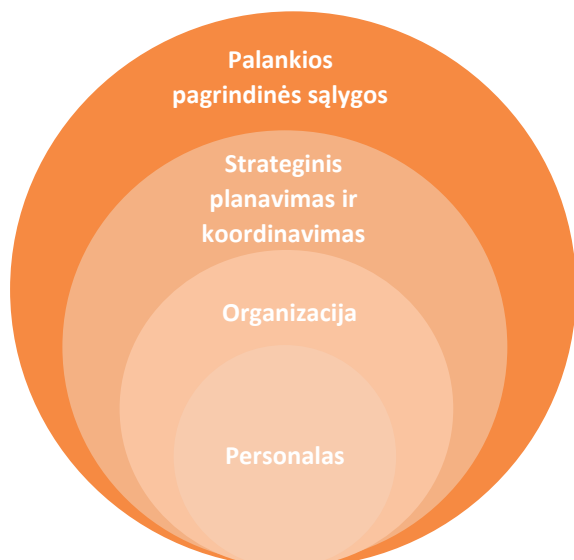 Palankios
pagrindinės sąlygos
Strateginis
planavimas ir
koordinavimas
Organizacija
Personalas